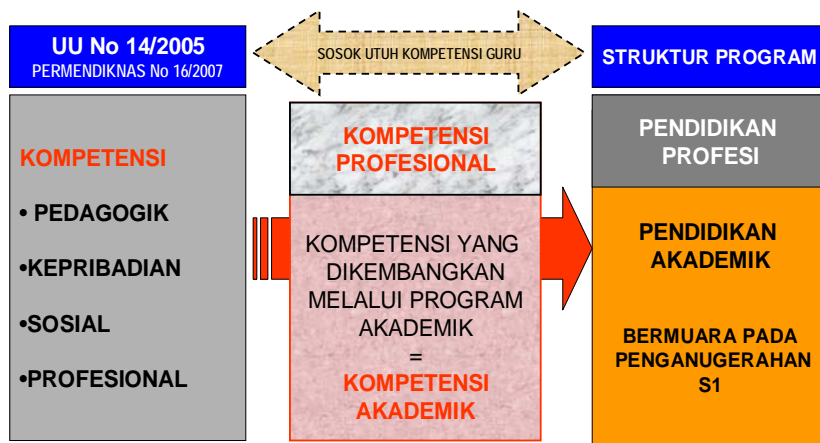 UU No 14/2005
PERMENDIKNAS No 16/2007
SOSOK UTUH KOMPETENSI GURU
STRUKTUR PROGRAM
KOMPETENSI
• PEDAGOGIK
•KEPRIBADIAN
•SOSIAL
•PROFESIONAL
KOMPETENSI
PROFESIONAL
KOMPETENSI YANG
DIKEMBANGKAN
MELALUI PROGRAM
AKADEMIK
=
KOMPETENSI
AKADEMIK
PENDIDIKAN
PROFESI
PENDIDIKAN
AKADEMIK
BERMUARA PADA
PENGANUGERAHAN
S1